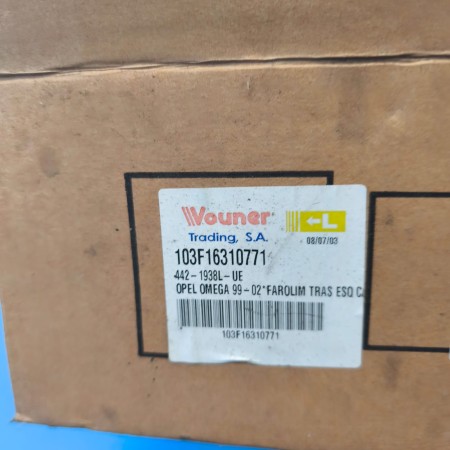 Wouner
Trading, S.A.
←L
08/07/03
103F16310771
442-1938L-UE
OPEL OMEGA 99-02*FAROLIM TRAS ESQ
103F16310771